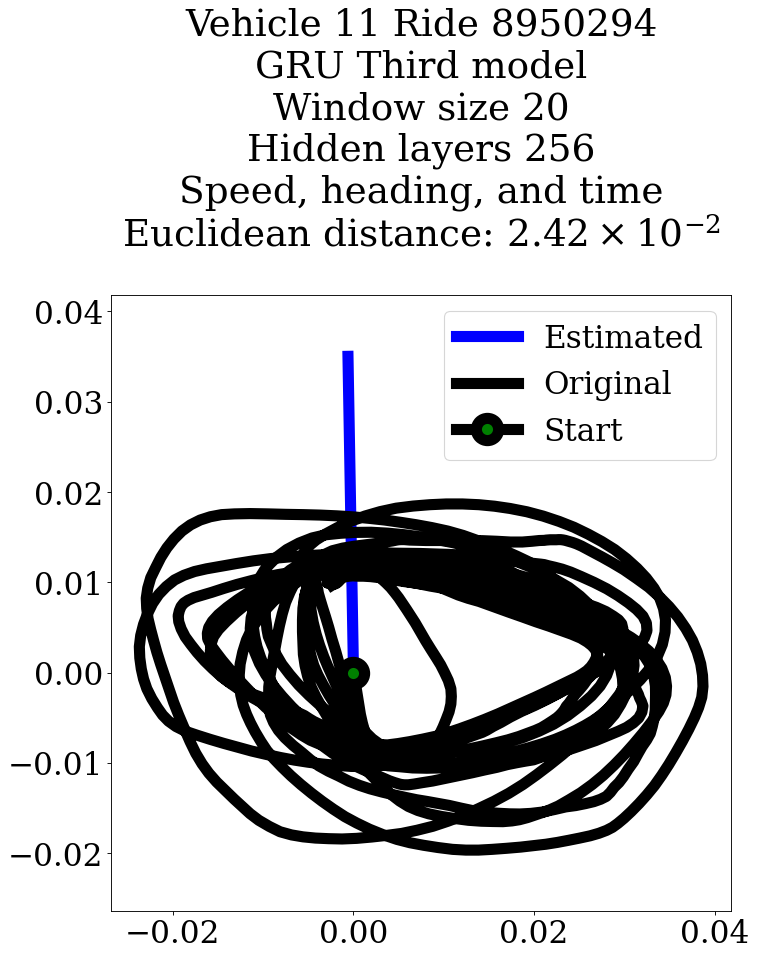 Vehicle 11 Ride 8950294
GRU Third model
Window size 20
Hidden layers 256
Speed, heading, and time
Euclidean distance: 2.42 × 10⁻²
0.04
0.03
0.02
0.01
0.00
−0.01
−0.02
Estimated
Original
Start
−0.02
0.00
0.02
0.04